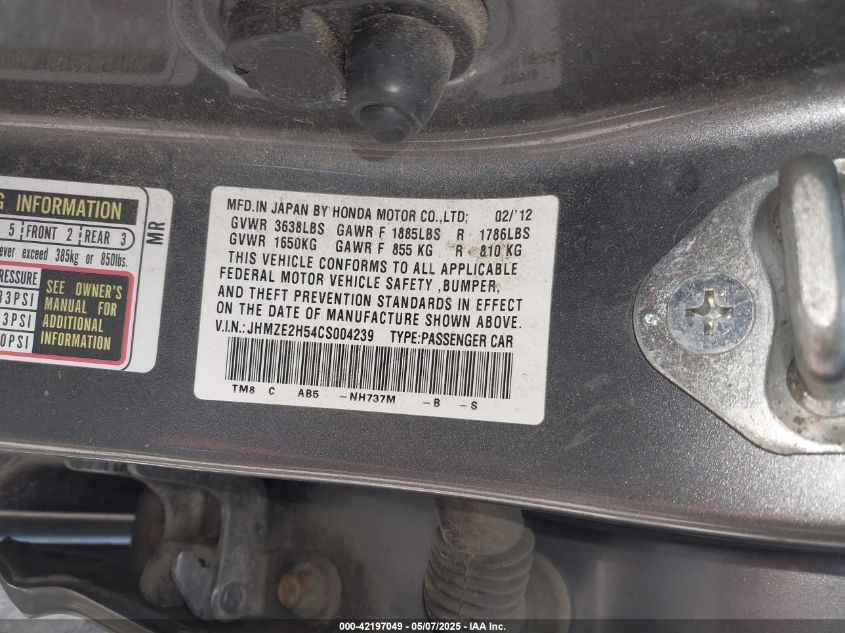 G INFORMATION
5 FRONT 2 REAR 3
ever exceed 385kg or 850lbs.
RESSURE
SEE OWNER'S
MANUAL FOR
ADDITIONAL
INFORMATION
33PSI
3PSI
0PSI
MR
MFD.IN JAPAN BY HONDA MOTOR CO.,LTD; 02/'12
GVWR 3638LBS GAWR F 1885LBS R 1786LBS
GVWR 1650KG GAWR F 855 KG R 810 KG
THIS VEHICLE CONFORMS TO ALL APPLICABLE
FEDERAL MOTOR VEHICLE SAFETY ,BUMPER,
AND THEFT PREVENTION STANDARDS IN EFFECT
ON THE DATE OF MANUFACTURE SHOWN ABOVE.
V.I.N.: JHMZE2H54CS004239 TYPE:PASSENGER CAR
TM8 C AB5 -NH737M -B -S
000-42197049 - 05/07/2025 - IAA Inc.